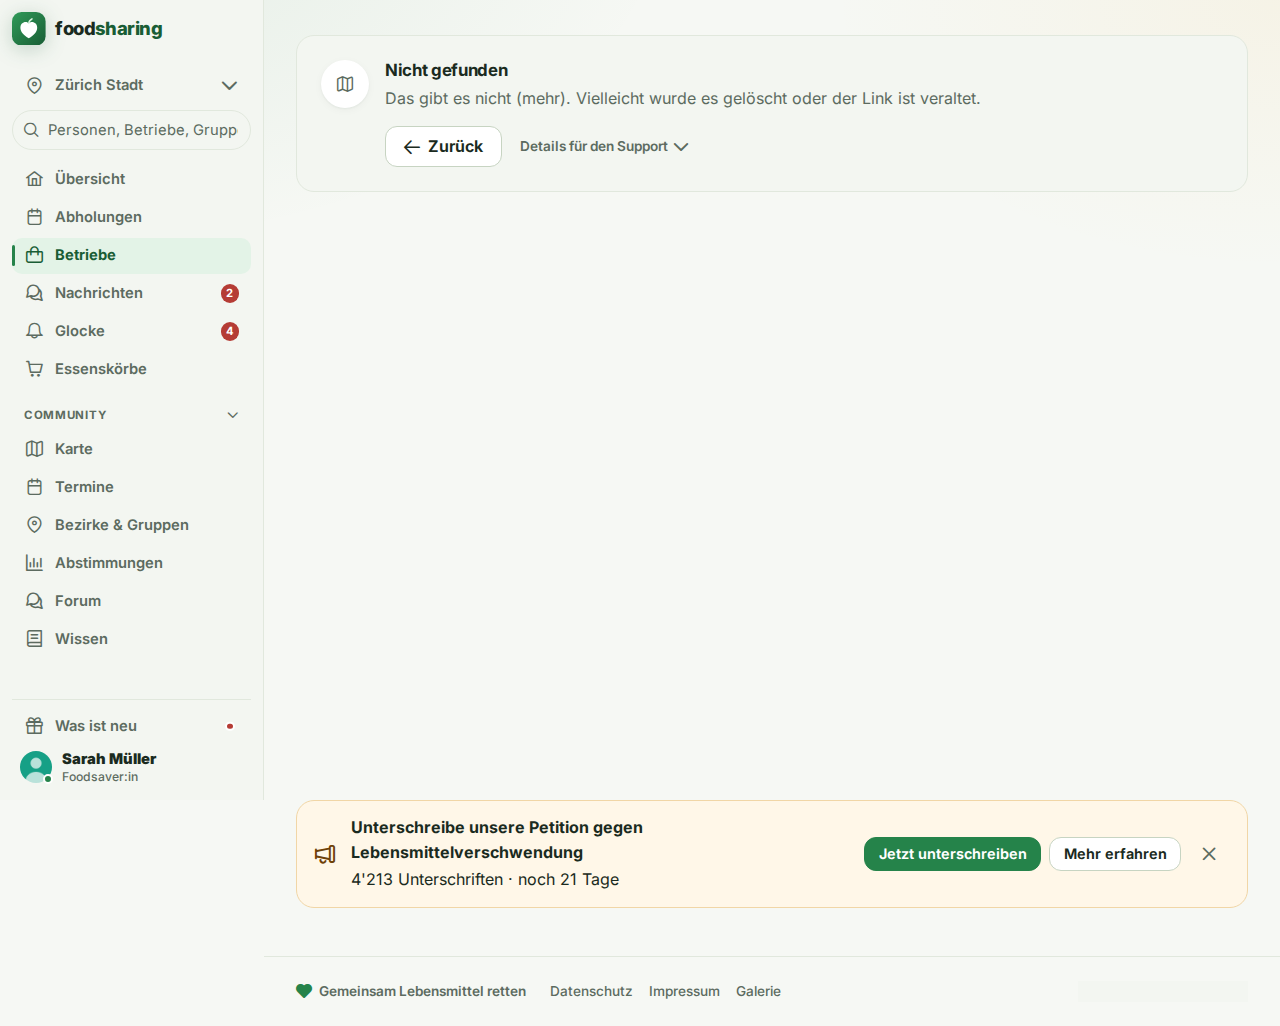 foodsharing
Zürich Stadt
Personen, Betriebe, Grupp
Übersicht
Abholungen
Betriebe
Nachrichten 2
Glocke 4
Essenskörbe
COMMUNITY
Karte
Termine
Bezirke & Gruppen
Abstimmungen
Forum
Wissen
Was ist neu
Sarah Müller
Foodsaver:in
Nicht gefunden
Das gibt es nicht (mehr). Vielleicht wurde es gelöscht oder der Link ist veraltet.
Zurück Details für den Support
Unterschreibe unsere Petition gegen
Lebensmittelverschwendung
4'213 Unterschriften · noch 21 Tage
Jetzt unterschreiben Mehr erfahren
Gemeinsam Lebensmittel retten Datenschutz Impressum Galerie